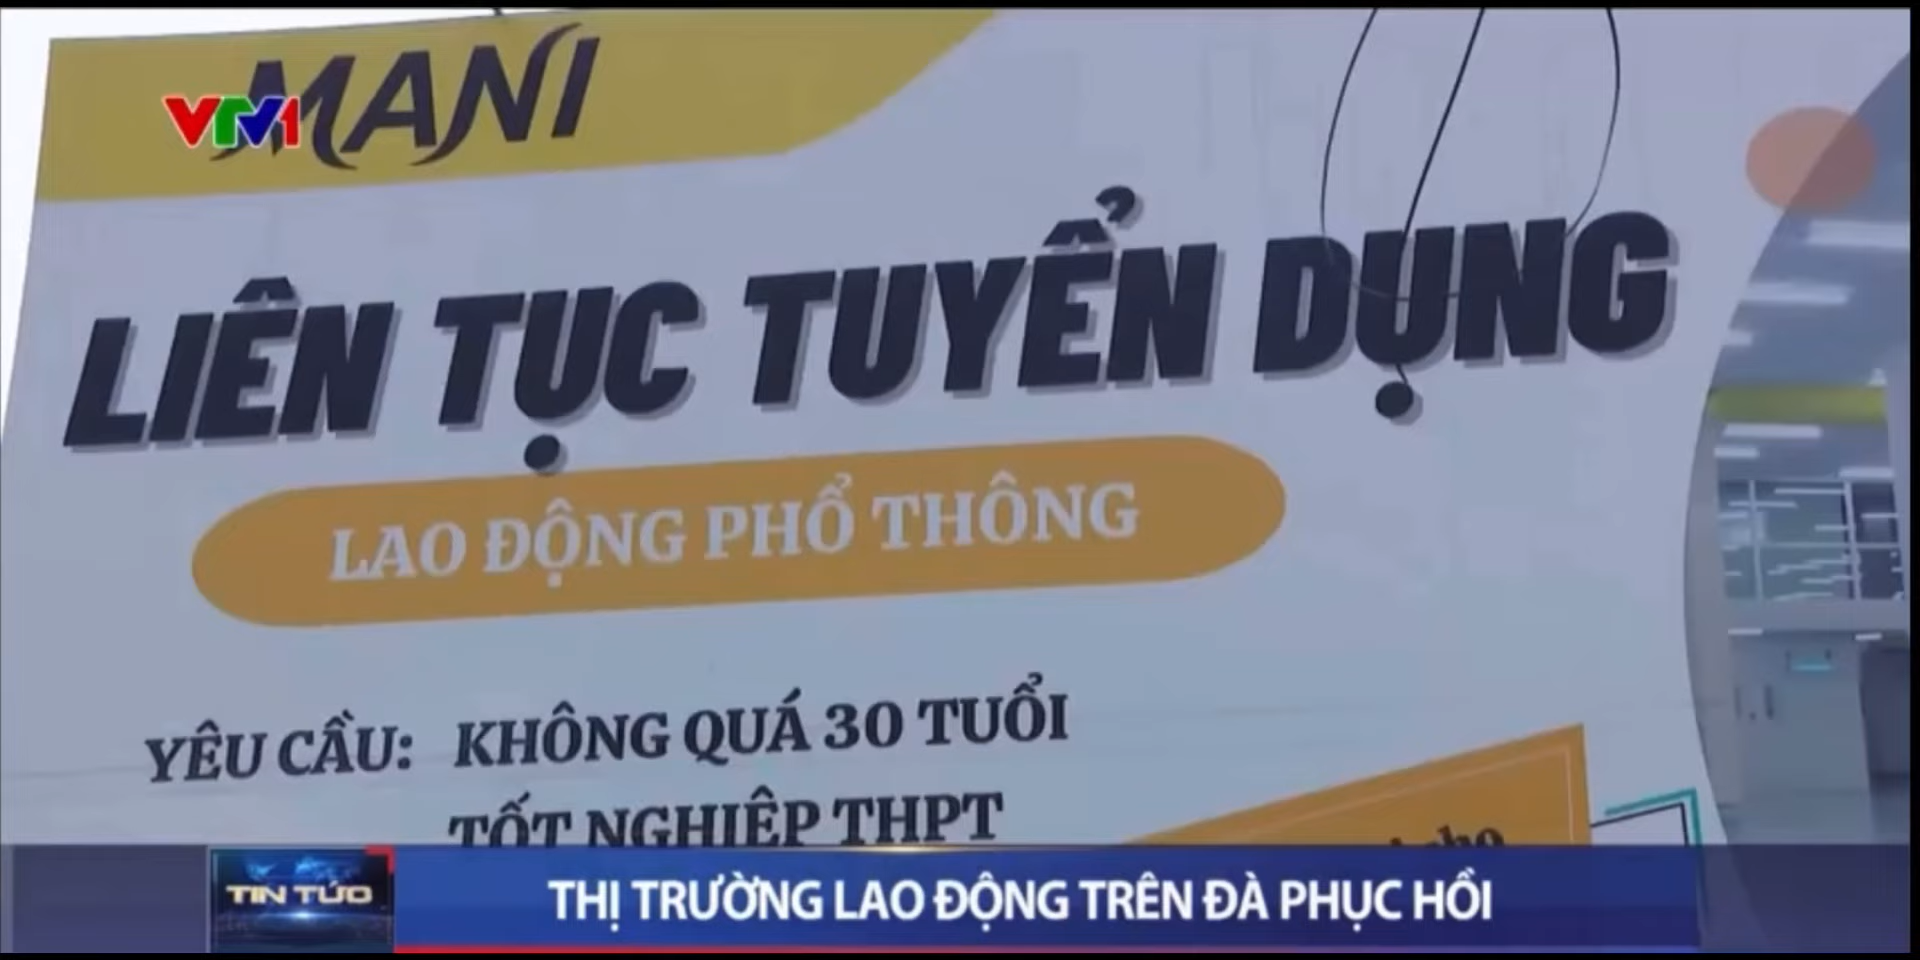 MANI
VTV1
LIÊN TỤC TUYỂN DỤNG
LAO ĐỘNG PHỔ THÔNG
YÊU CẦU: KHÔNG QUÁ 30 TUỔI
TỐT NGHIỆP THPT
TIN TỨC
THỊ TRƯỜNG LAO ĐỘNG TRÊN ĐÀ PHỤC HỒI